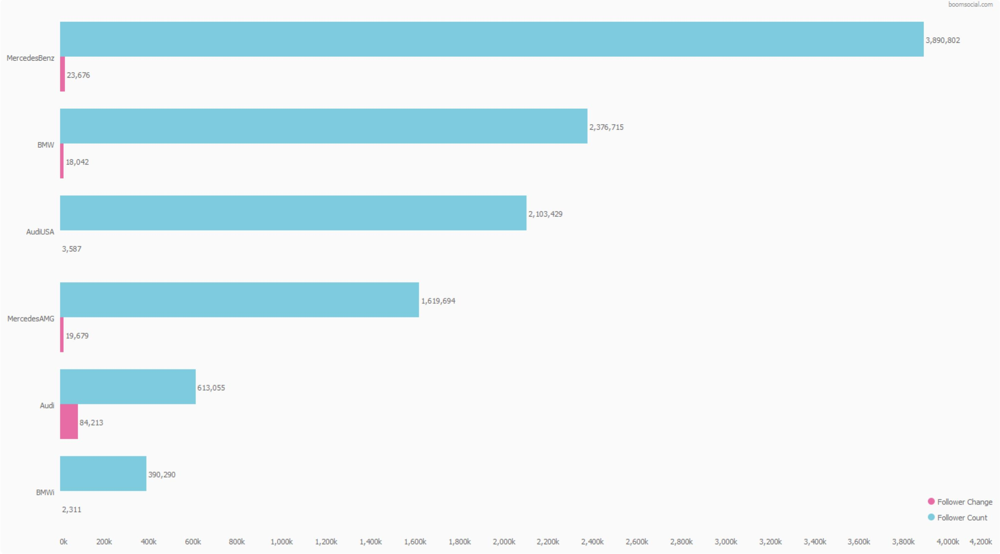 boomsocial.com
3,890,802
MercedesBenz
23,676
2,376,715
BMW
18,042
2,103,429
AudiUSA
3,587
1,619,694
MercedesAMG
19,679
613,055
Audi
84,213
390,290
BMWi
2,311
Follower Change
Follower Count
0k 200k 400k 600k 800k 1,000k 1,200k 1,400k 1,600k 1,800k 2,000k 2,200k 2,400k 2,600k 2,800k 3,000k 3,200k 3,400k 3,600k 3,800k 4,000k 4,200k